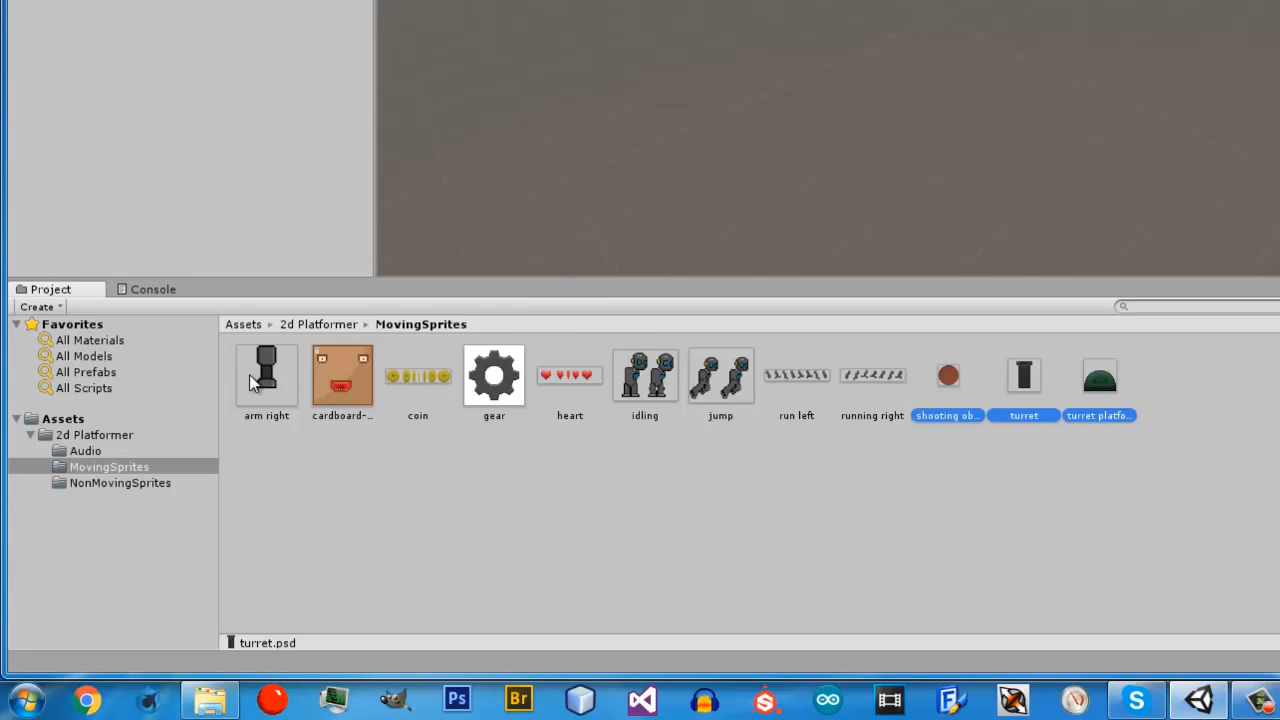 Project
Console
Create
Favorites
All Materials
All Models
All Prefabs
All Scripts
Assets
2d Platformer
Audio
MovingSprites
NonMovingSprites
Assets 2d Platformer MovingSprites
arm right
cardboard-...
coin
gear
heart
idling
jump
run left
running right
shooting ob...
turret
turret platfo...
turret.psd
Ps
Br
S